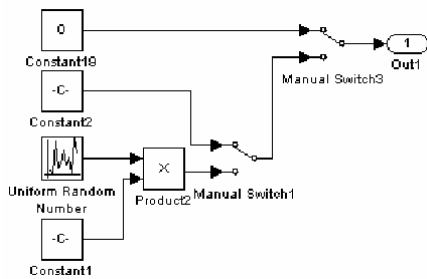 0
Constant19
1
Out1
Manual Switch3
-C-
Constant2
Uniform Random
Number
X
Product2
Manual Switch1
-C-
Constant1